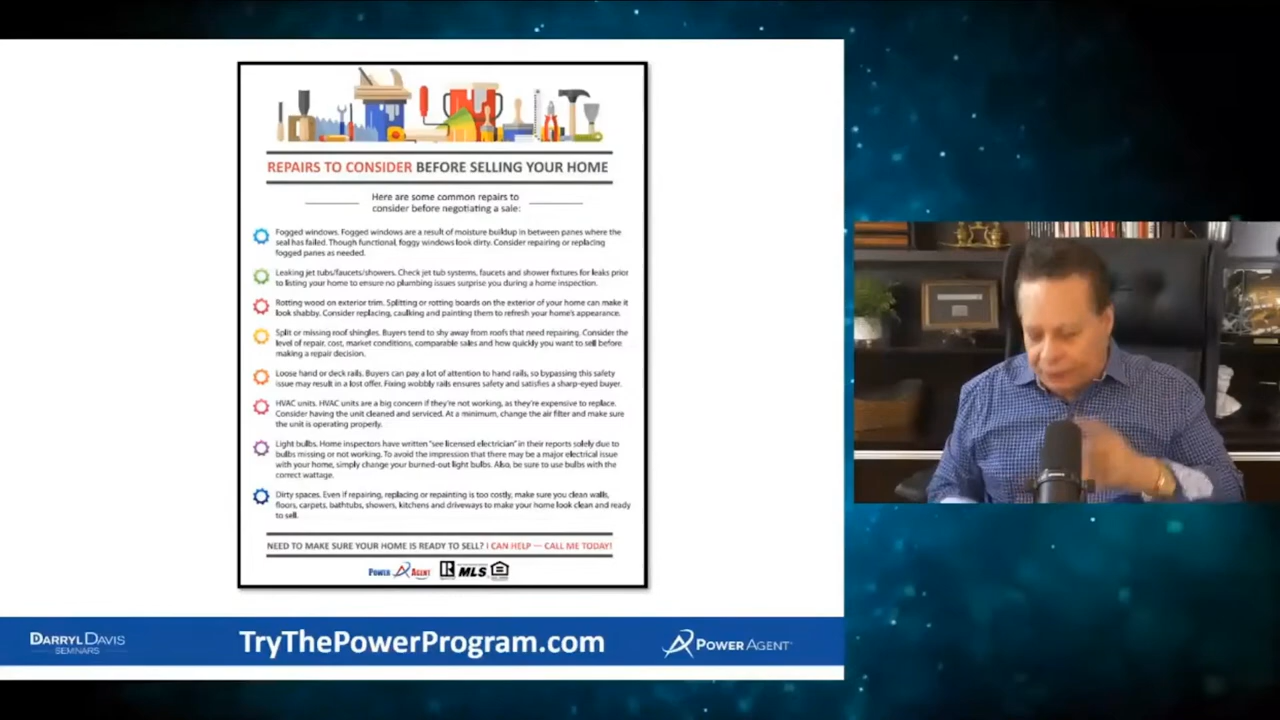 REPAIRS TO CONSIDER BEFORE SELLING YOUR HOME
Here are some common repairs to
consider before negotiating a sale:
Fogged windows. Fogged windows are a result of moisture buildup in between panes where the
seal has failed. Though functional, foggy windows look dirty. Consider repairing or replacing
fogged panes as needed.
Leaking jet tubs/faucets/showers. Check jet tub systems, faucets and shower fixtures for leaks prior
to listing your home to ensure no plumbing issues surprise you during a home inspection.
Rotting wood on exterior trim. Splitting or rotting boards on the exterior of your home can make it
look shabby. Consider replacing, caulking and painting them to refresh your home's appearance.
Split or missing roof shingles. Buyers tend to shy away from roofs that need repairing. Consider the
level of repair, cost, market conditions, comparable sales and how quickly you want to sell before
making a repair decision.
Loose hand or deck rails. Buyers can pay a lot of attention to hand rails, so bypassing this safety
issue may result in a lost offer. Fixing wobbly rails ensures safety and satisfies a sharp-eyed buyer.
HVAC units. HVAC units are a big concern if they're not working, as they're expensive to replace.
Consider having the unit cleaned and serviced. At a minimum, change the air filter and make sure
the unit is operating properly.
Light bulbs. Home inspectors have written "see licensed electrician" in their reports solely due to
bulbs missing or not working. To avoid the impression that there may be a major electrical issue
with your home, simply change your burned-out light bulbs. Also, be sure to use bulbs with the
correct wattage.
Dirty spaces. Even if repairing, replacing or repainting is too costly, make sure you clean walls,
floors, carpets, bathtubs, showers, kitchens and driveways to make your home look clean and ready
to sell.
NEED TO MAKE SURE YOUR HOME IS READY TO SELL? I CAN HELP — CALL ME TODAY!
POWER AGENT R MLS
DARRYL DAVIS
SEMINARS
TryThePowerProgram.com
POWER AGENT